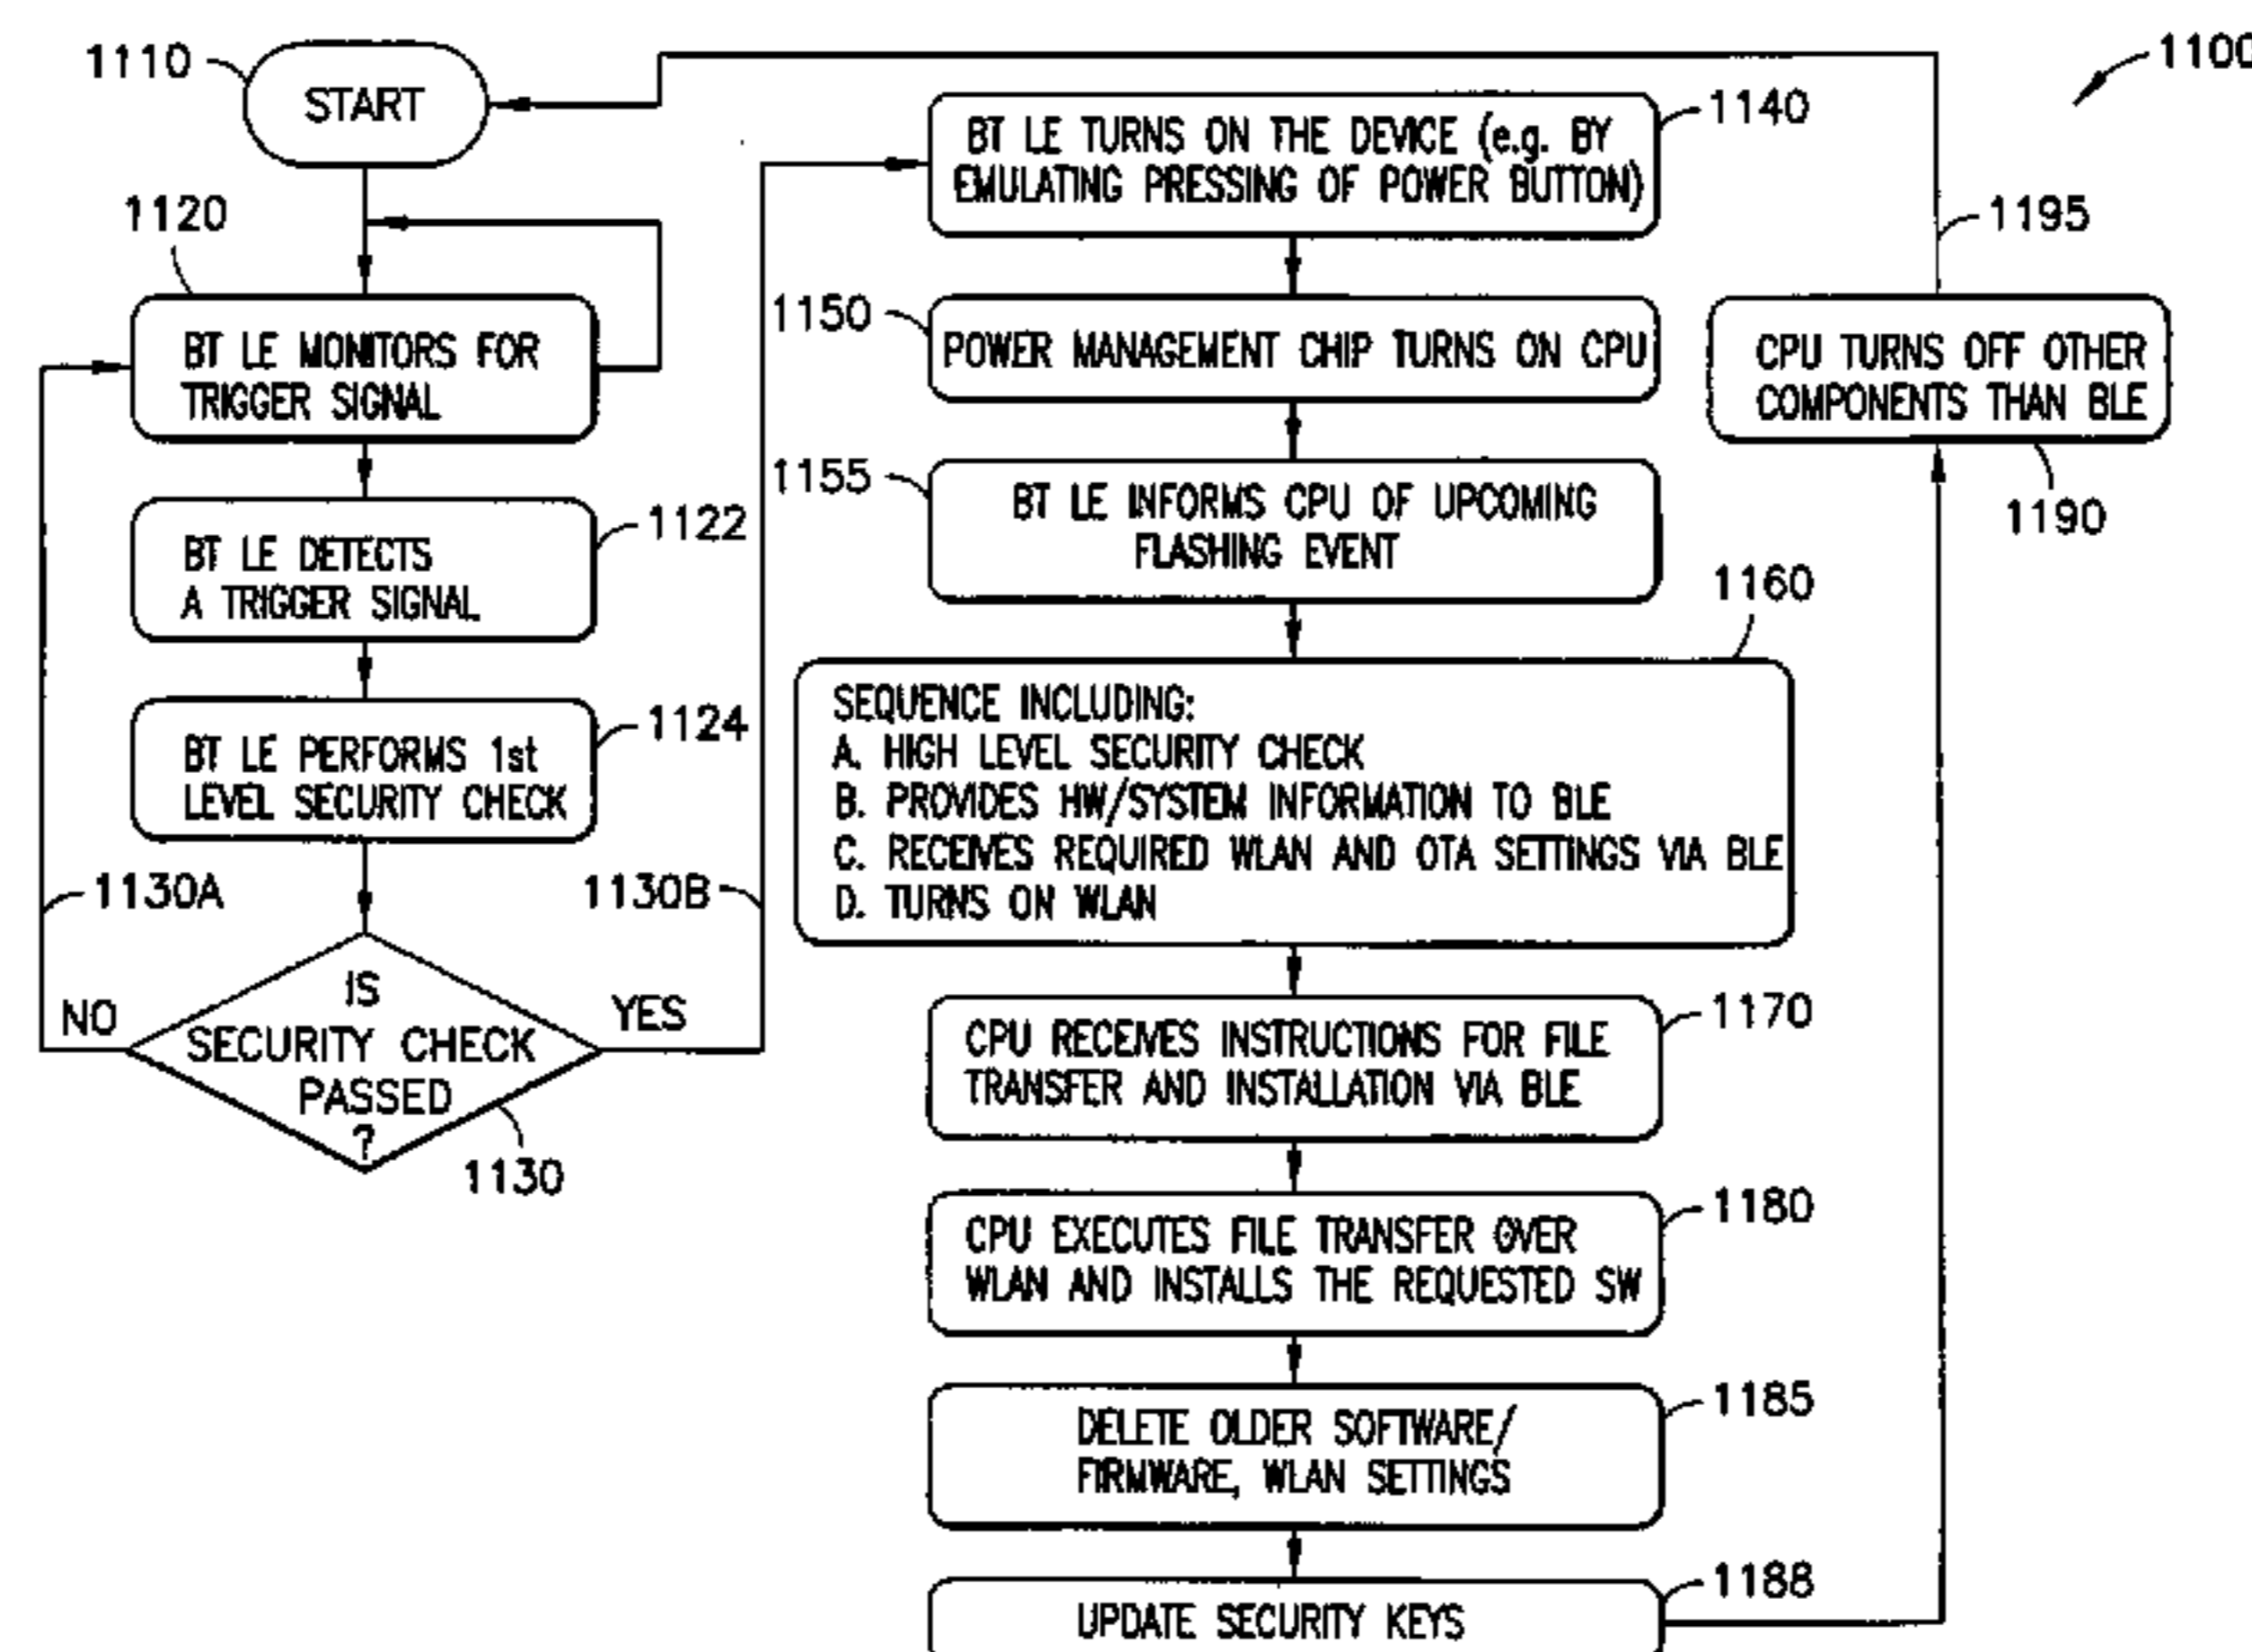 1110
START
1120
BT LE MONITORS FOR
TRIGGER SIGNAL
BT LE DETECTS
A TRIGGER SIGNAL
1122
BT LE PERFORMS 1st
LEVEL SECURITY CHECK
1124
1130A
NO
IS
SECURITY CHECK
PASSED
?
1130
YES
1130B
BT LE TURNS ON THE DEVICE (e.g. BY
EMULATING PRESSING OF POWER BUTTON)
1140
1150
POWER MANAGEMENT CHIP TURNS ON CPU
1155
BT LE INFORMS CPU OF UPCOMING
FLASHING EVENT
1160
SEQUENCE INCLUDING:
A. HIGH LEVEL SECURITY CHECK
B. PROVIDES HW/SYSTEM INFORMATION TO BLE
C. RECEIVES REQUIRED WLAN AND OTA SETTINGS VIA BLE
D. TURNS ON WLAN
CPU RECEIVES INSTRUCTIONS FOR FILE
TRANSFER AND INSTALLATION VIA BLE
1170
CPU EXECUTES FILE TRANSFER OVER
WLAN AND INSTALLS THE REQUESTED SW
1180
DELETE OLDER SOFTWARE/
FIRMWARE, WLAN SETTINGS
1185
UPDATE SECURITY KEYS
1188
CPU TURNS OFF OTHER
COMPONENTS THAN BLE
1190
1195
1100